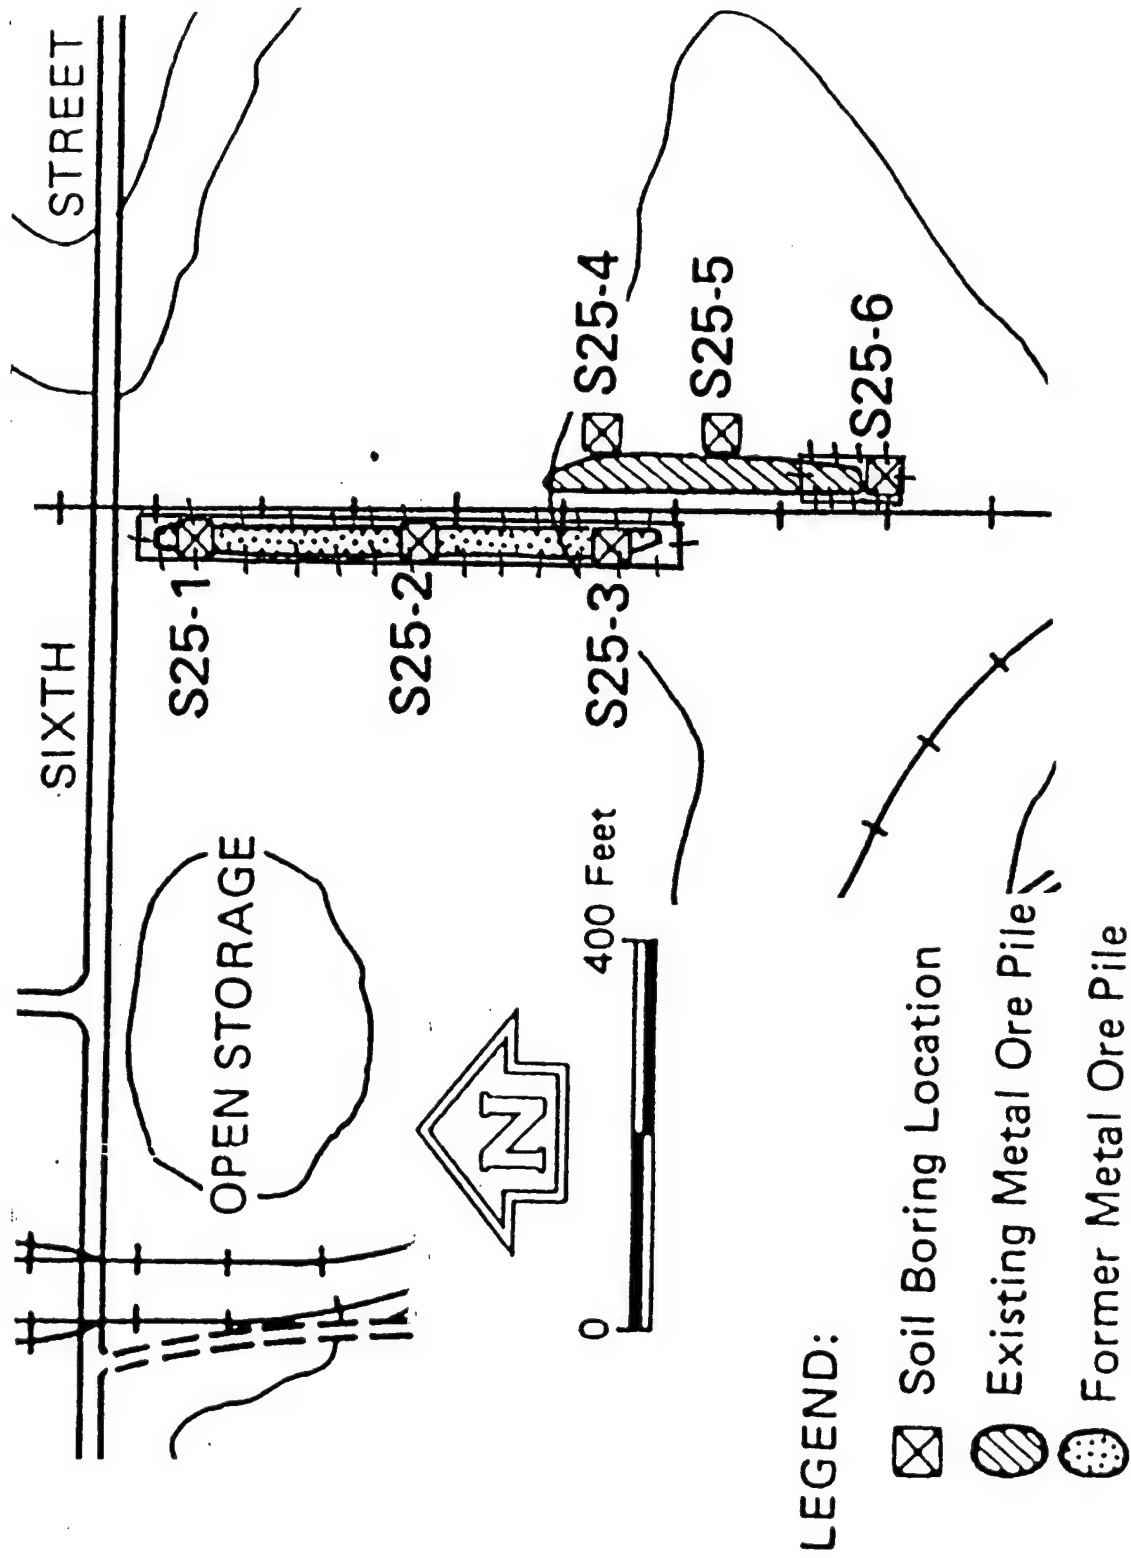 SIXTH STREET
OPEN STORAGE
S25-1
S25-2
S25-3
S25-4
S25-5
S25-6
N
0 400 Feet
LEGEND:
Soil Boring Location
Existing Metal Ore Pile
Former Metal Ore Pile